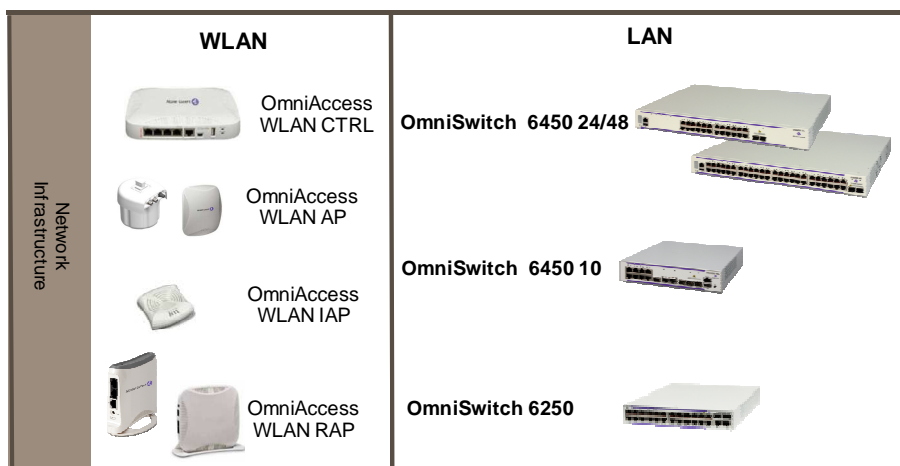 WLAN
LAN
Network
Infrastructure
OmniAccess
WLAN CTRL
OmniSwitch 6450 24/48
OmniAccess
WLAN AP
OmniSwitch 6450 10
OmniAccess
WLAN IAP
OmniAccess
WLAN RAP
OmniSwitch 6250